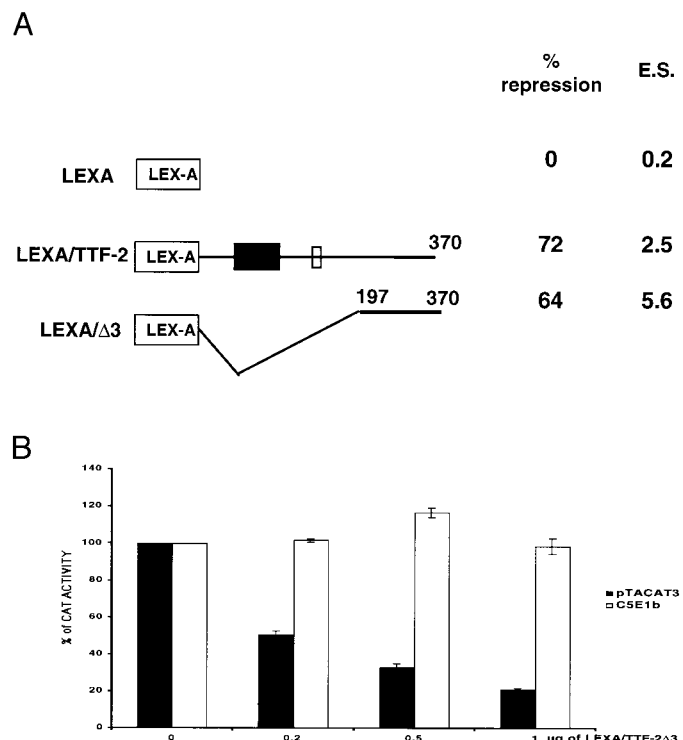 A
% repression
E.S.
LEXA
LEX-A
0
0.2
LEXA/TTF-2
LEX-A
370
72
2.5
LEXA/Δ3
LEX-A
197
370
64
5.6
B
140
120
100
80
60
40
20
0
% of CAT ACTIVITY
pTACAT3
C5E1b
0
0.2
0.5
1 µg of LEXA/TTF-2Δ3